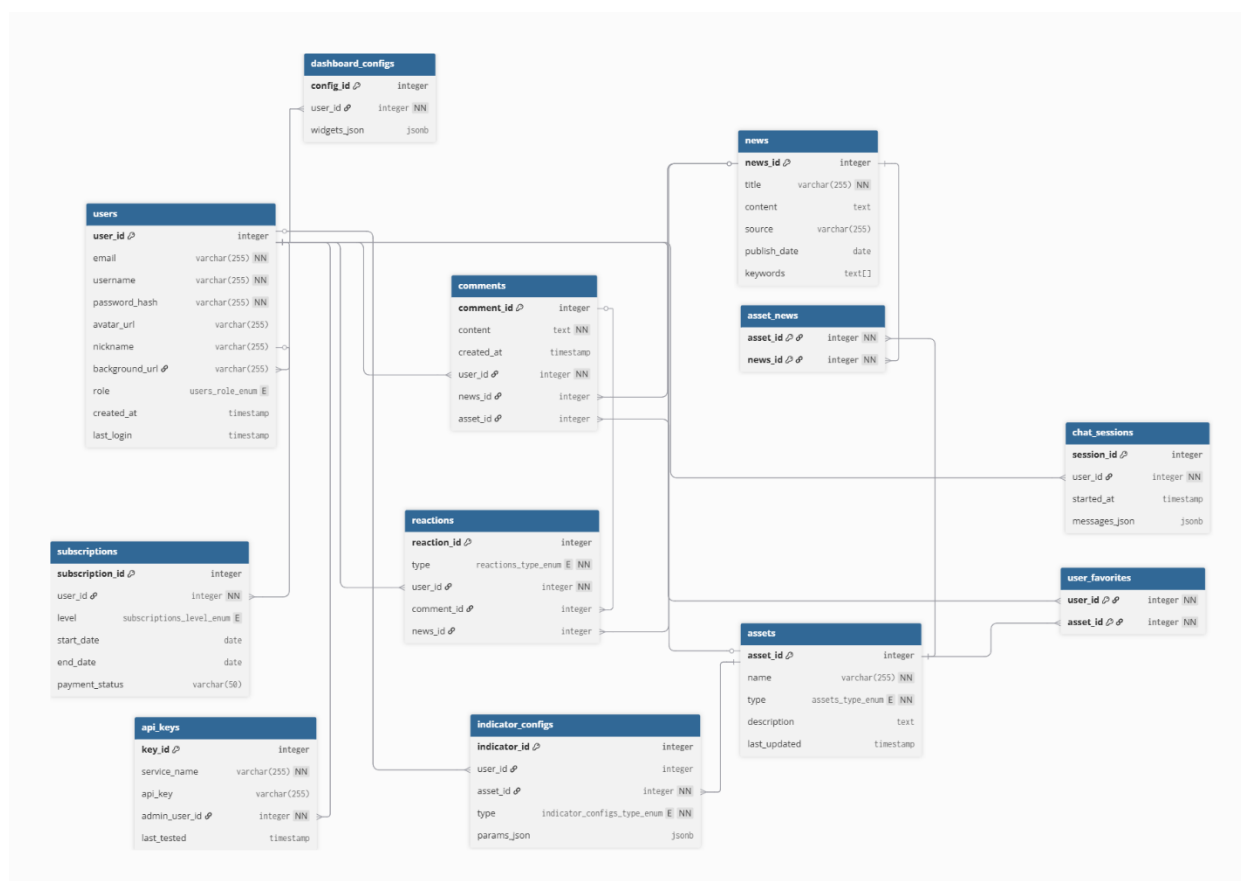 dashboard_configs
config_id integer
user_id integer NN
widgets_json jsonb
news
news_id integer
title varchar(255) NN
content text
source varchar(255)
publish_date date
keywords text[]
users
user_id integer
email varchar(255) NN
username varchar(255) NN
password_hash varchar(255) NN
avatar_url varchar(255)
nickname varchar(255)
background_url varchar(255)
role users_role_enum E
created_at timestamp
last_login timestamp
comments
comment_id integer
content text NN
created_at timestamp
user_id integer NN
news_id integer
asset_id integer
asset_news
asset_id integer NN
news_id integer NN
chat_sessions
session_id integer
user_id integer NN
started_at timestamp
messages_json jsonb
reactions
reaction_id integer
type reactions_type_enum E NN
user_id integer NN
comment_id integer
news_id integer
subscriptions
subscription_id integer
user_id integer NN
level subscriptions_level_enum E
start_date date
end_date date
payment_status varchar(50)
user_favorites
user_id integer NN
asset_id integer NN
assets
asset_id integer
name varchar(255) NN
type assets_type_enum E NN
description text
last_updated timestamp
api_keys
key_id integer
service_name varchar(255) NN
api_key varchar(255)
admin_user_id integer NN
last_tested timestamp
indicator_configs
indicator_id integer
user_id integer
asset_id integer NN
type indicator_configs_type_enum E NN
params_json jsonb